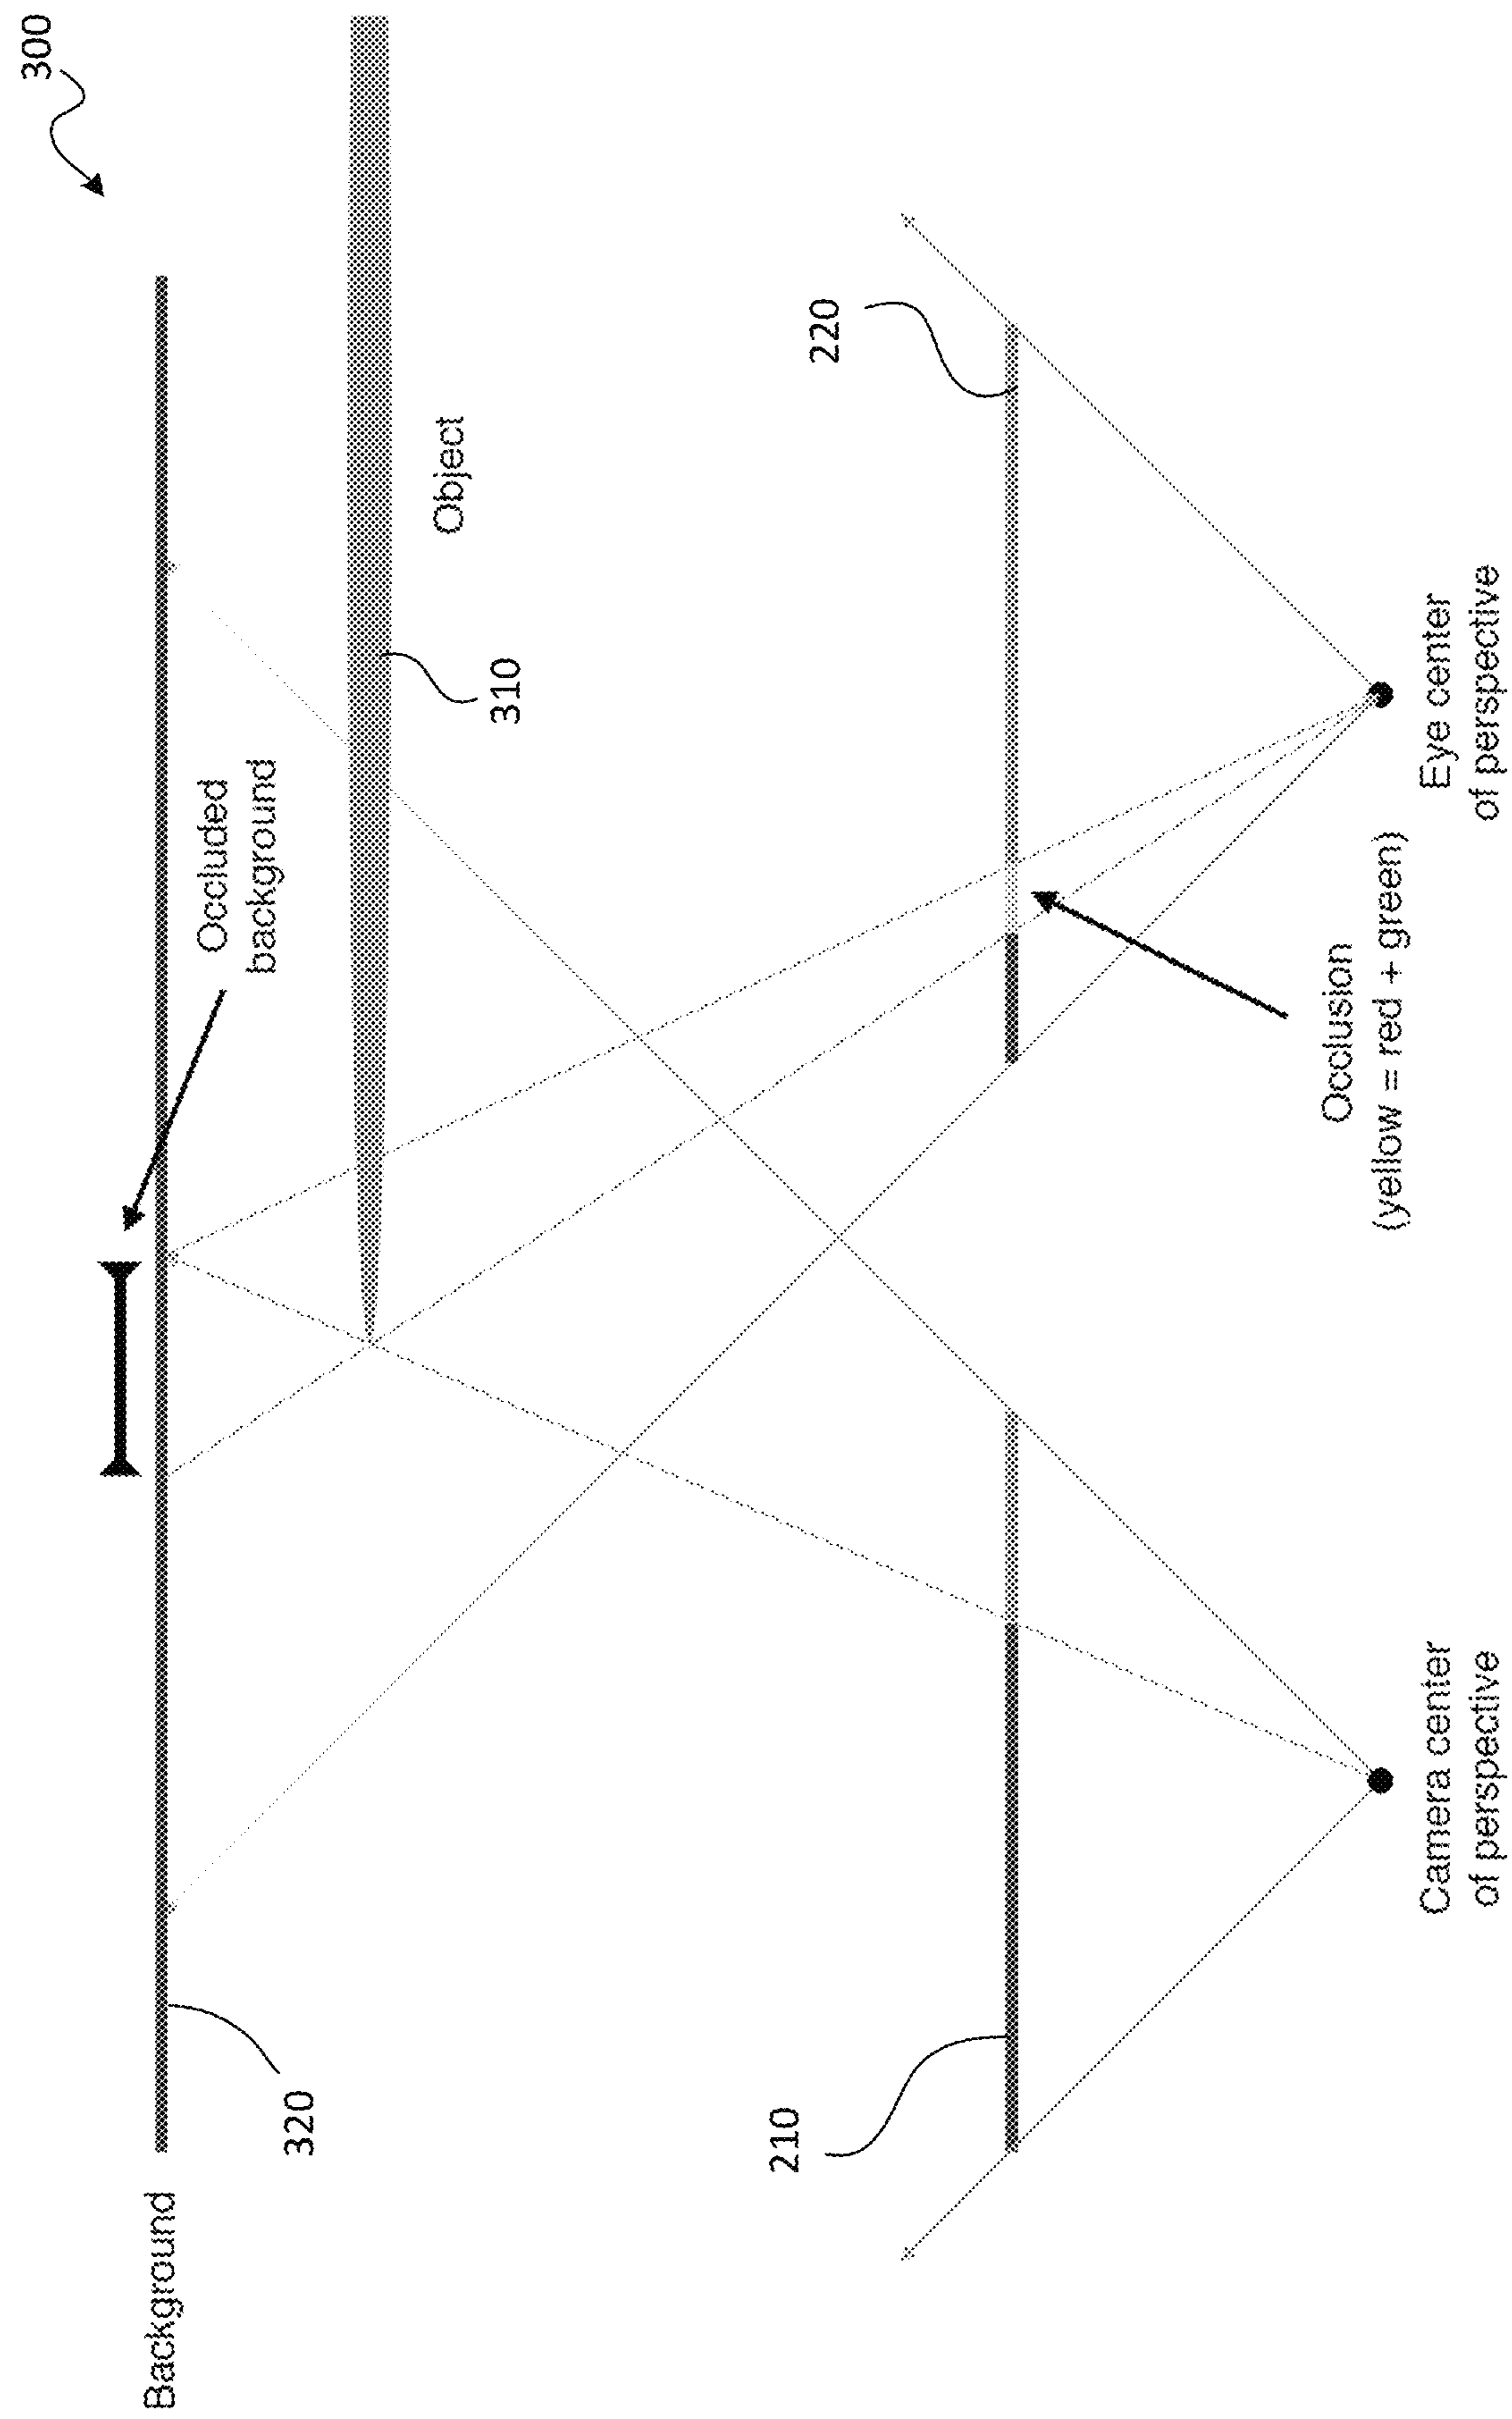 300
Background
320
Occluded
background
310
Object
210
220
Occlusion
(yellow = red + green)
Camera center
of perspective
Eye center
of perspective